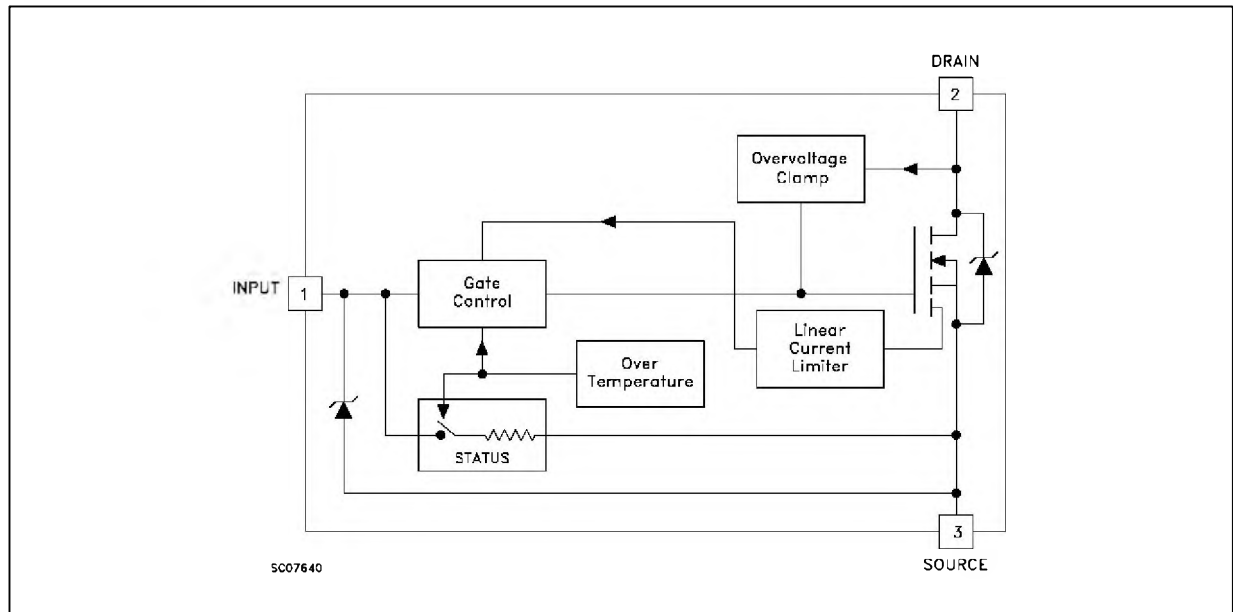 DRAIN
2
Overvoltage
Clamp
INPUT
1
Gate
Control
Linear
Current
Limiter
Over
Temperature
STATUS
3
SOURCE
SC07640